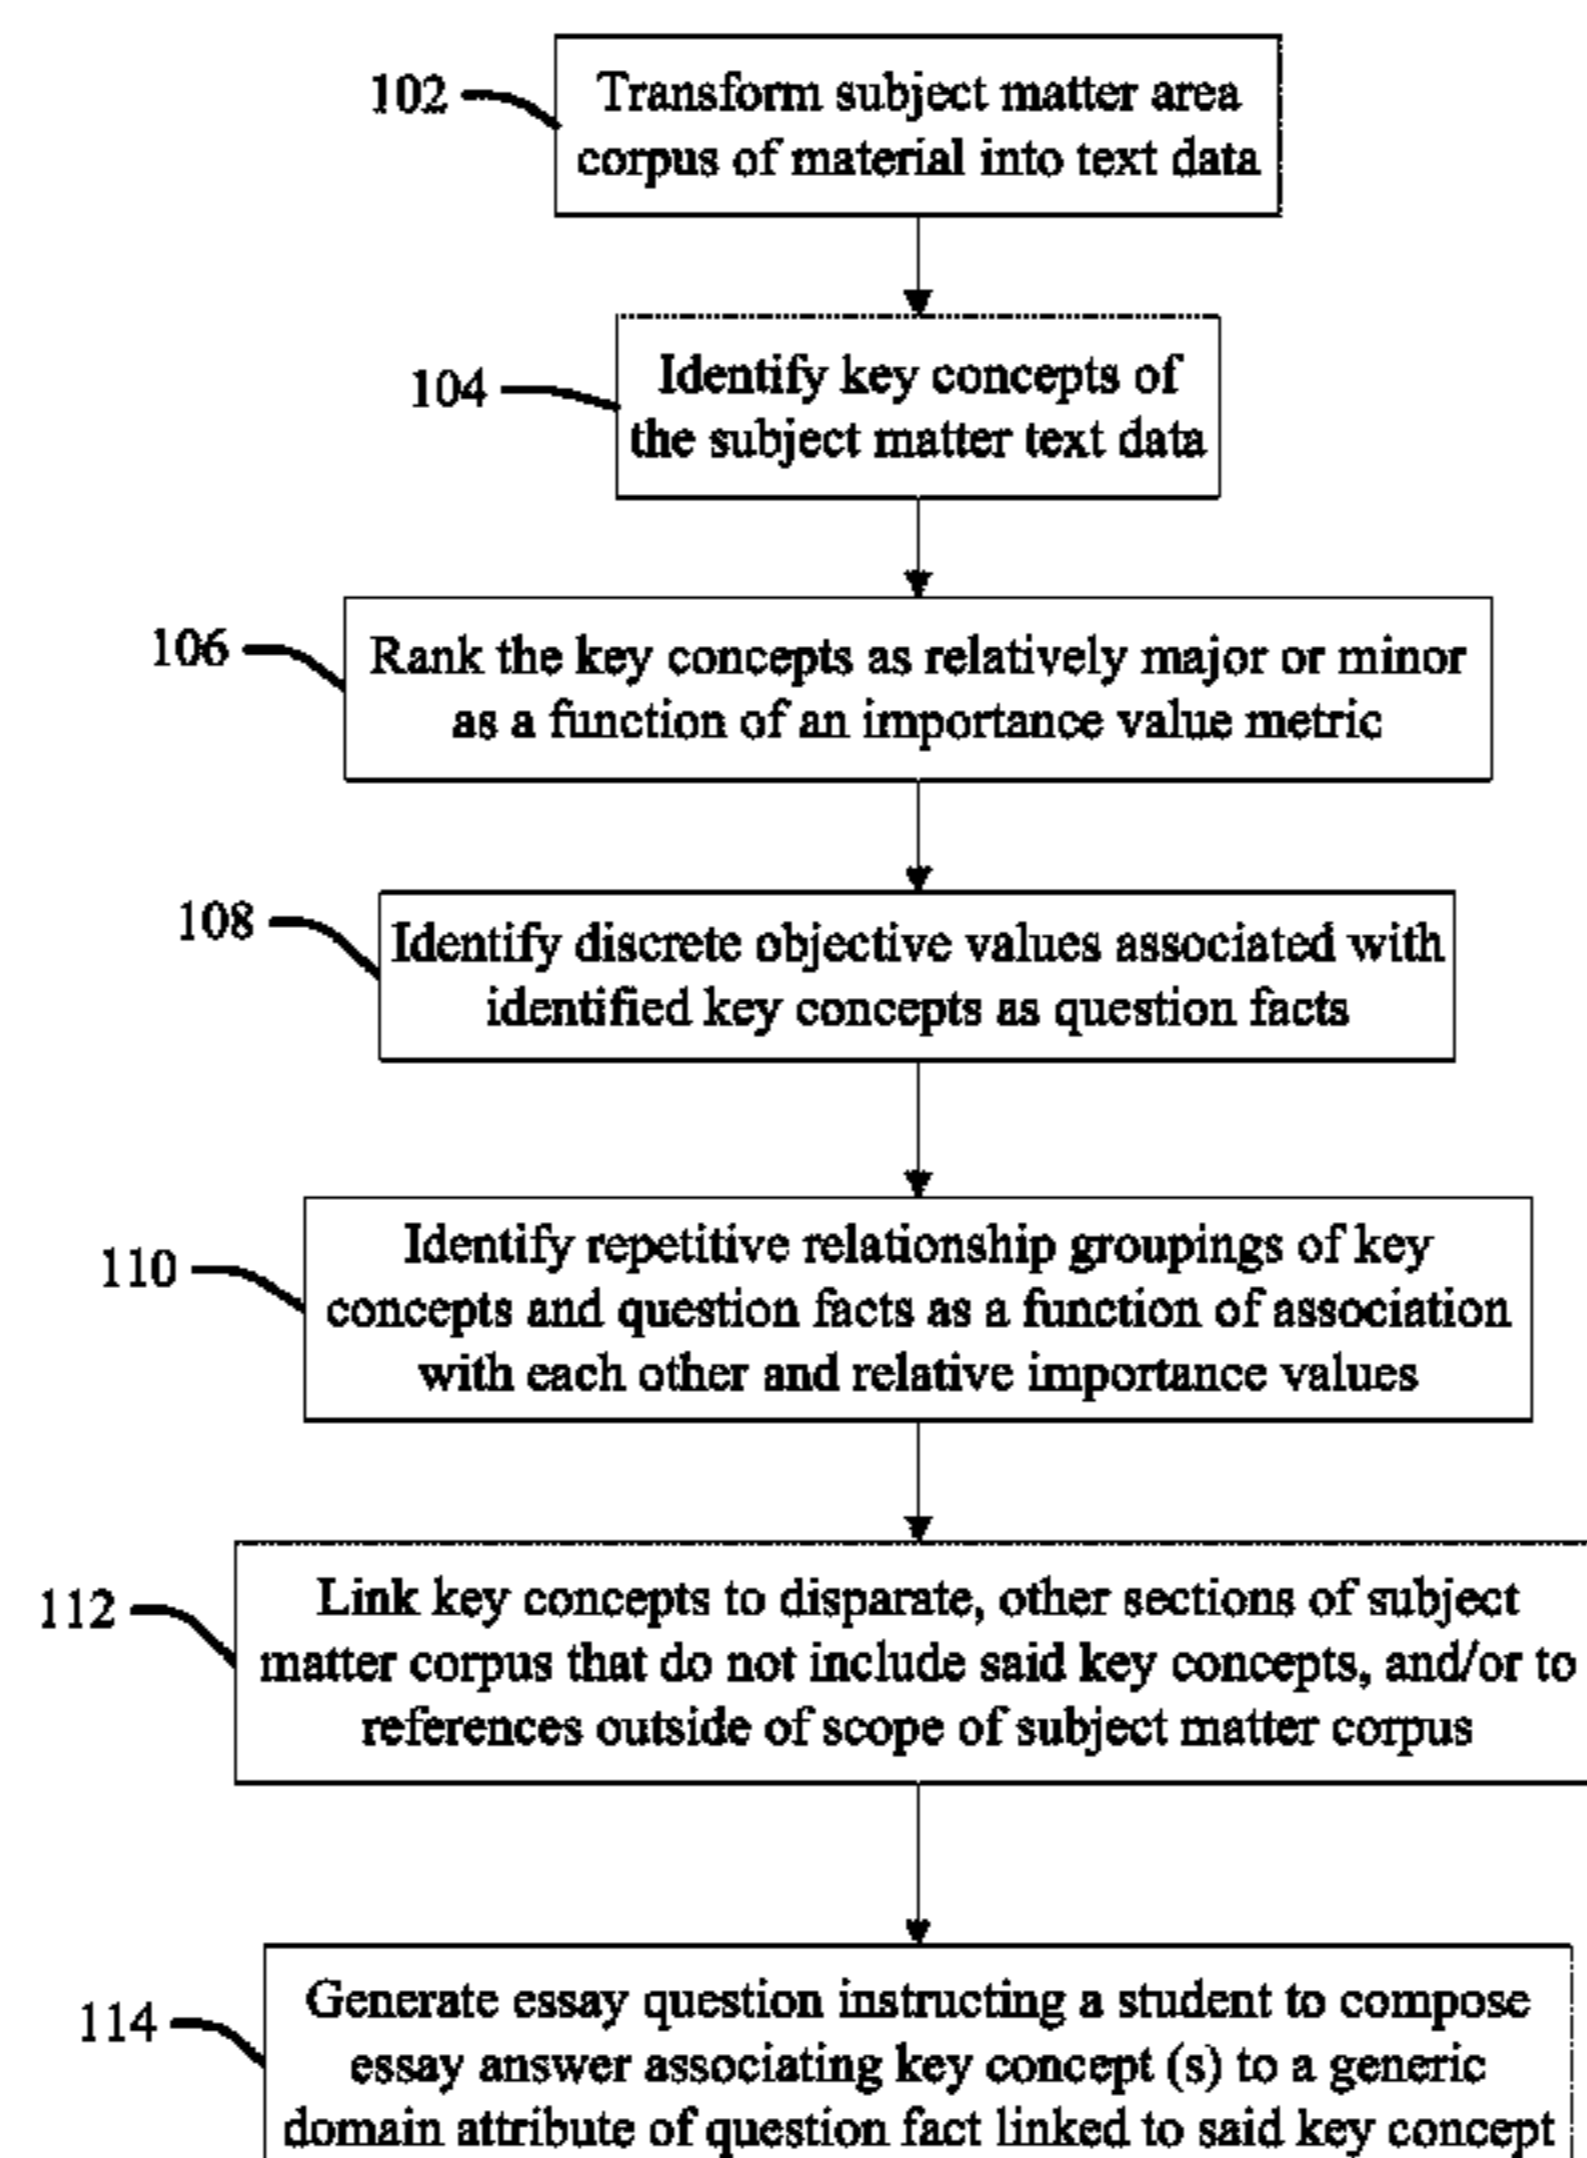 102
Transform subject matter area
corpus of material into text data
104
Identify key concepts of
the subject matter text data
106
Rank the key concepts as relatively major or minor
as a function of an importance value metric
108
Identify discrete objective values associated with
identified key concepts as question facts
110
Identify repetitive relationship groupings of key
concepts and question facts as a function of association
with each other and relative importance values
112
Link key concepts to disparate, other sections of subject
matter corpus that do not include said key concepts, and/or to
references outside of scope of subject matter corpus
114
Generate essay question instructing a student to compose
essay answer associating key concept (s) to a generic
domain attribute of question fact linked to said key concept